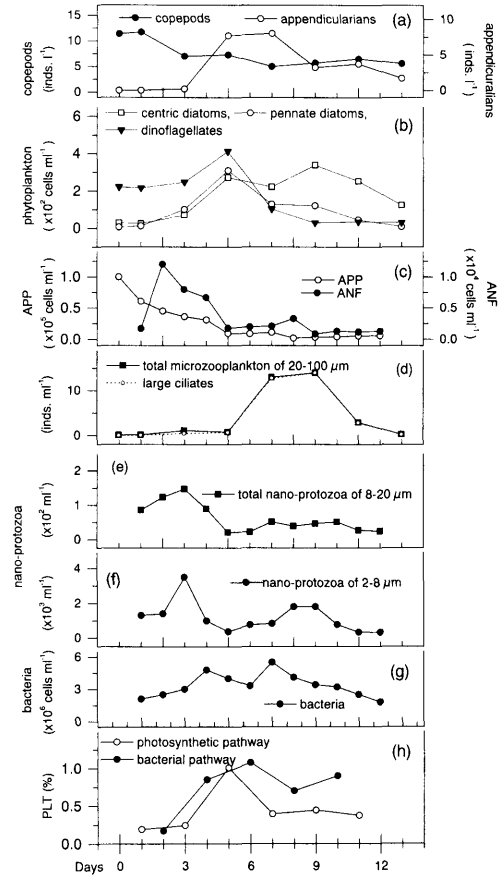 copepods
appendicularians
(a)
15
10
5
0
copepods
(inds. l⁻¹)
10
5
0
appendicuralians
( inds. l⁻¹)
centric diatoms,
pennate diatoms,
dinoflagellates
(b)
6
4
2
0
phytoplankton
( x10² cells ml⁻¹)
(c)
APP
ANF
1.0
0.5
0.0
APP
( x10⁵ cells ml⁻¹)
1.0
0.5
0.0
ANF
( x10⁴ cells ml⁻¹)
total microzooplankton of 20-100 µm
(d)
large ciliates
10
0
(inds. ml⁻¹)
(e)
total nano-protozoa of 8-20 µm
2
1
0
nano-protozoa
(x10² ml⁻¹)
(f)
nano-protozoa of 2-8 µm
4
2
0
(x10³ ml⁻¹)
(g)
bacteria
6
3
0
bacteria
(x10⁶ cells ml⁻¹)
photosynthetic pathway
(h)
bacterial pathway
1.0
0.5
0.0
PLT (%)
Days 0 3 6 9 12